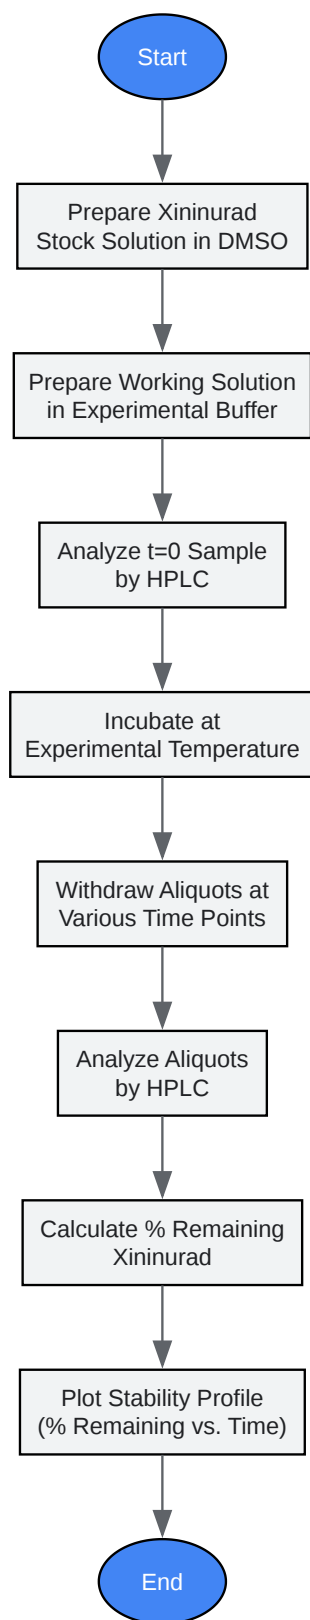 Start
Prepare Xininurad
Stock Solution in DMSO
Prepare Working Solution
in Experimental Buffer
Analyze t=0 Sample
by HPLC
Incubate at
Experimental Temperature
Withdraw Aliquots at
Various Time Points
Analyze Aliquots
by HPLC
Calculate % Remaining
Xininurad
Plot Stability Profile
(% Remaining vs. Time)
End